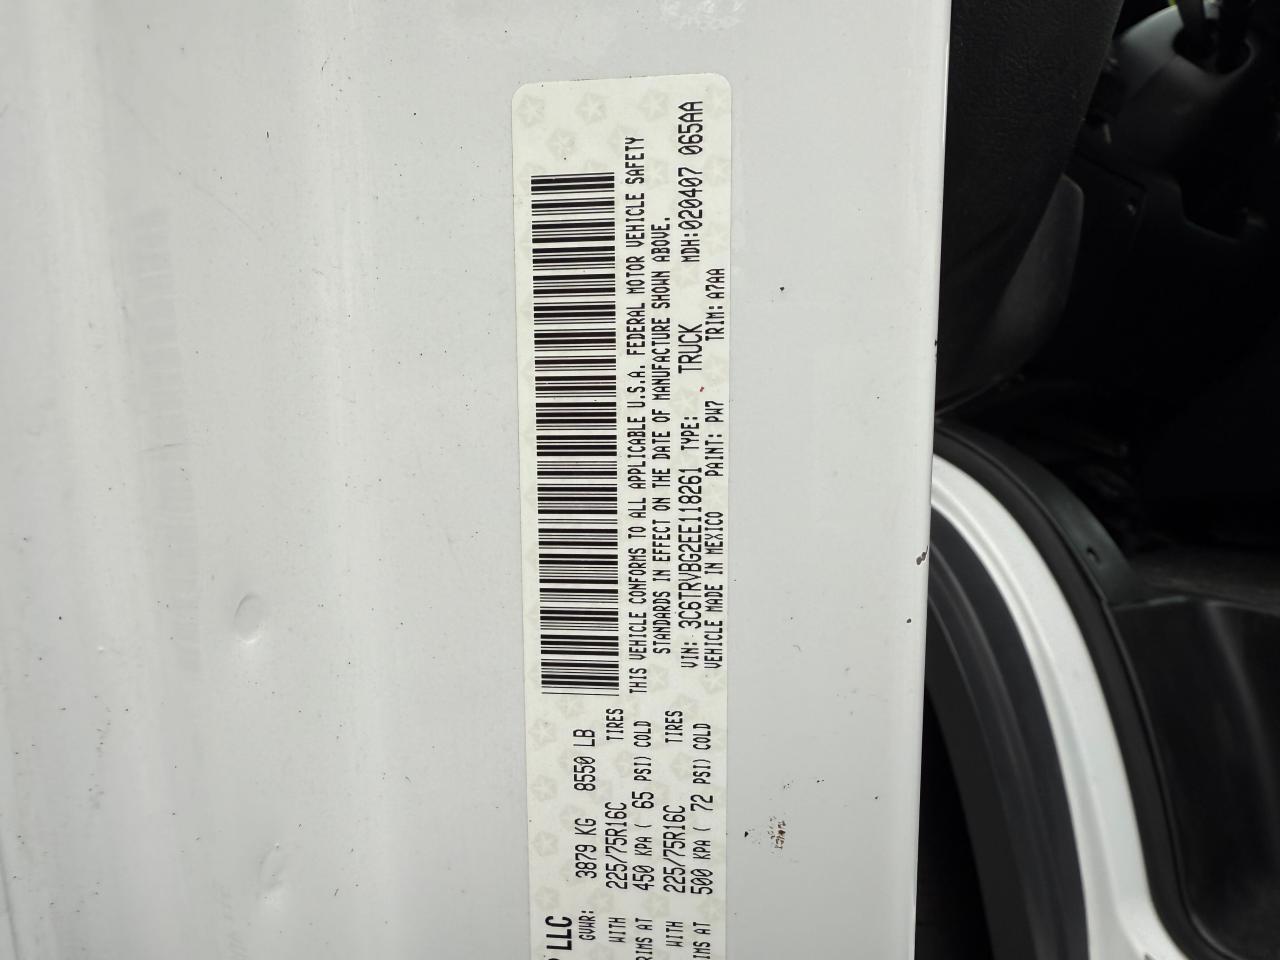 P LLC
GVWR: 3879 KG 8550 LB
WITH 225/75R16C TIRES
RIMS AT 450 KPA ( 65 PSI) COLD
WITH 225/75R16C TIRES
IMS AT 500 KPA ( 72 PSI) COLD
THIS VEHICLE CONFORMS TO ALL APPLICABLE U.S.A. FEDERAL MOTOR VEHICLE SAFETY
STANDARDS IN EFFECT ON THE DATE OF MANUFACTURE SHOWN ABOVE.
VIN: 3C6TRVBG2EE118261 TYPE: TRUCK MDH:020407 065AA
VEHICLE MADE IN MEXICO PAINT: PW7 TRIM: A7AA